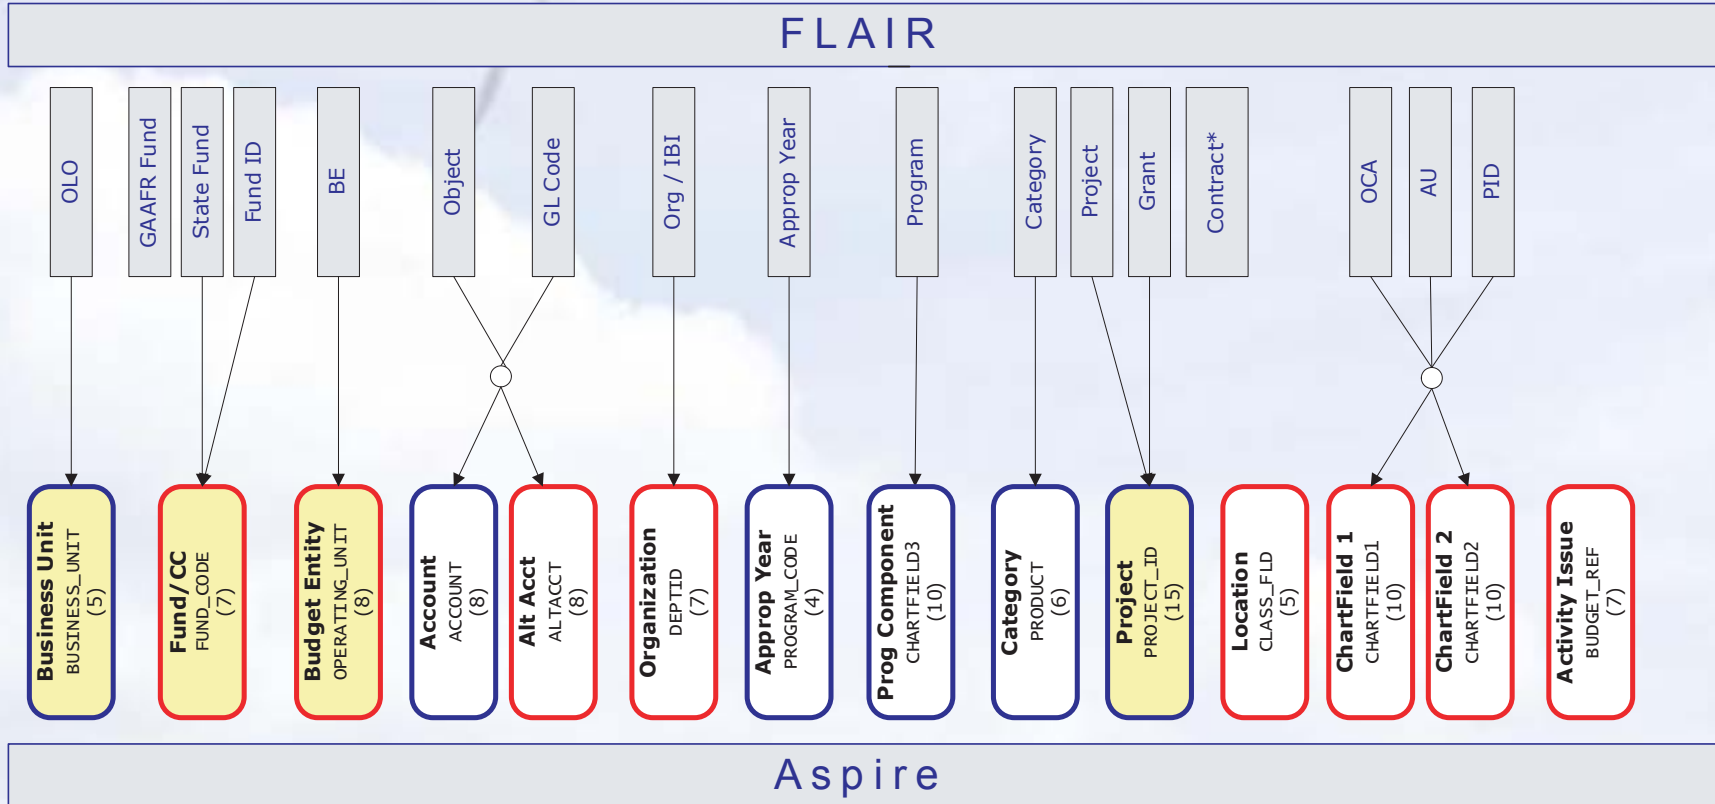 FLAIR
OLO
GAAFR Fund
State Fund
Fund ID
BE
Object
GL Code
Org / IBI
Approp Year
Program
Category
Project
Grant
Contract*
OCA
AU
PID
Business Unit
BUSINESS_UNIT
(5)
Fund/CC
FUND_CODE
(7)
Budget Entity
OPERATING_UNIT
(8)
Account
ACCOUNT
(8)
Alt Acct
ALTACCT
(8)
Organization
DEPTID
(7)
Approp Year
PROGRAM_CODE
(4)
Prog Component
CHARTFIELD3
(10)
Category
PRODUCT
(6)
Project
PROJECT_ID
(15)
Location
CLASS_FLD
(5)
ChartField 1
CHARTFIELD1
(10)
ChartField 2
CHARTFIELD2
(10)
Activity Issue
BUDGET_REF
(7)
Aspire